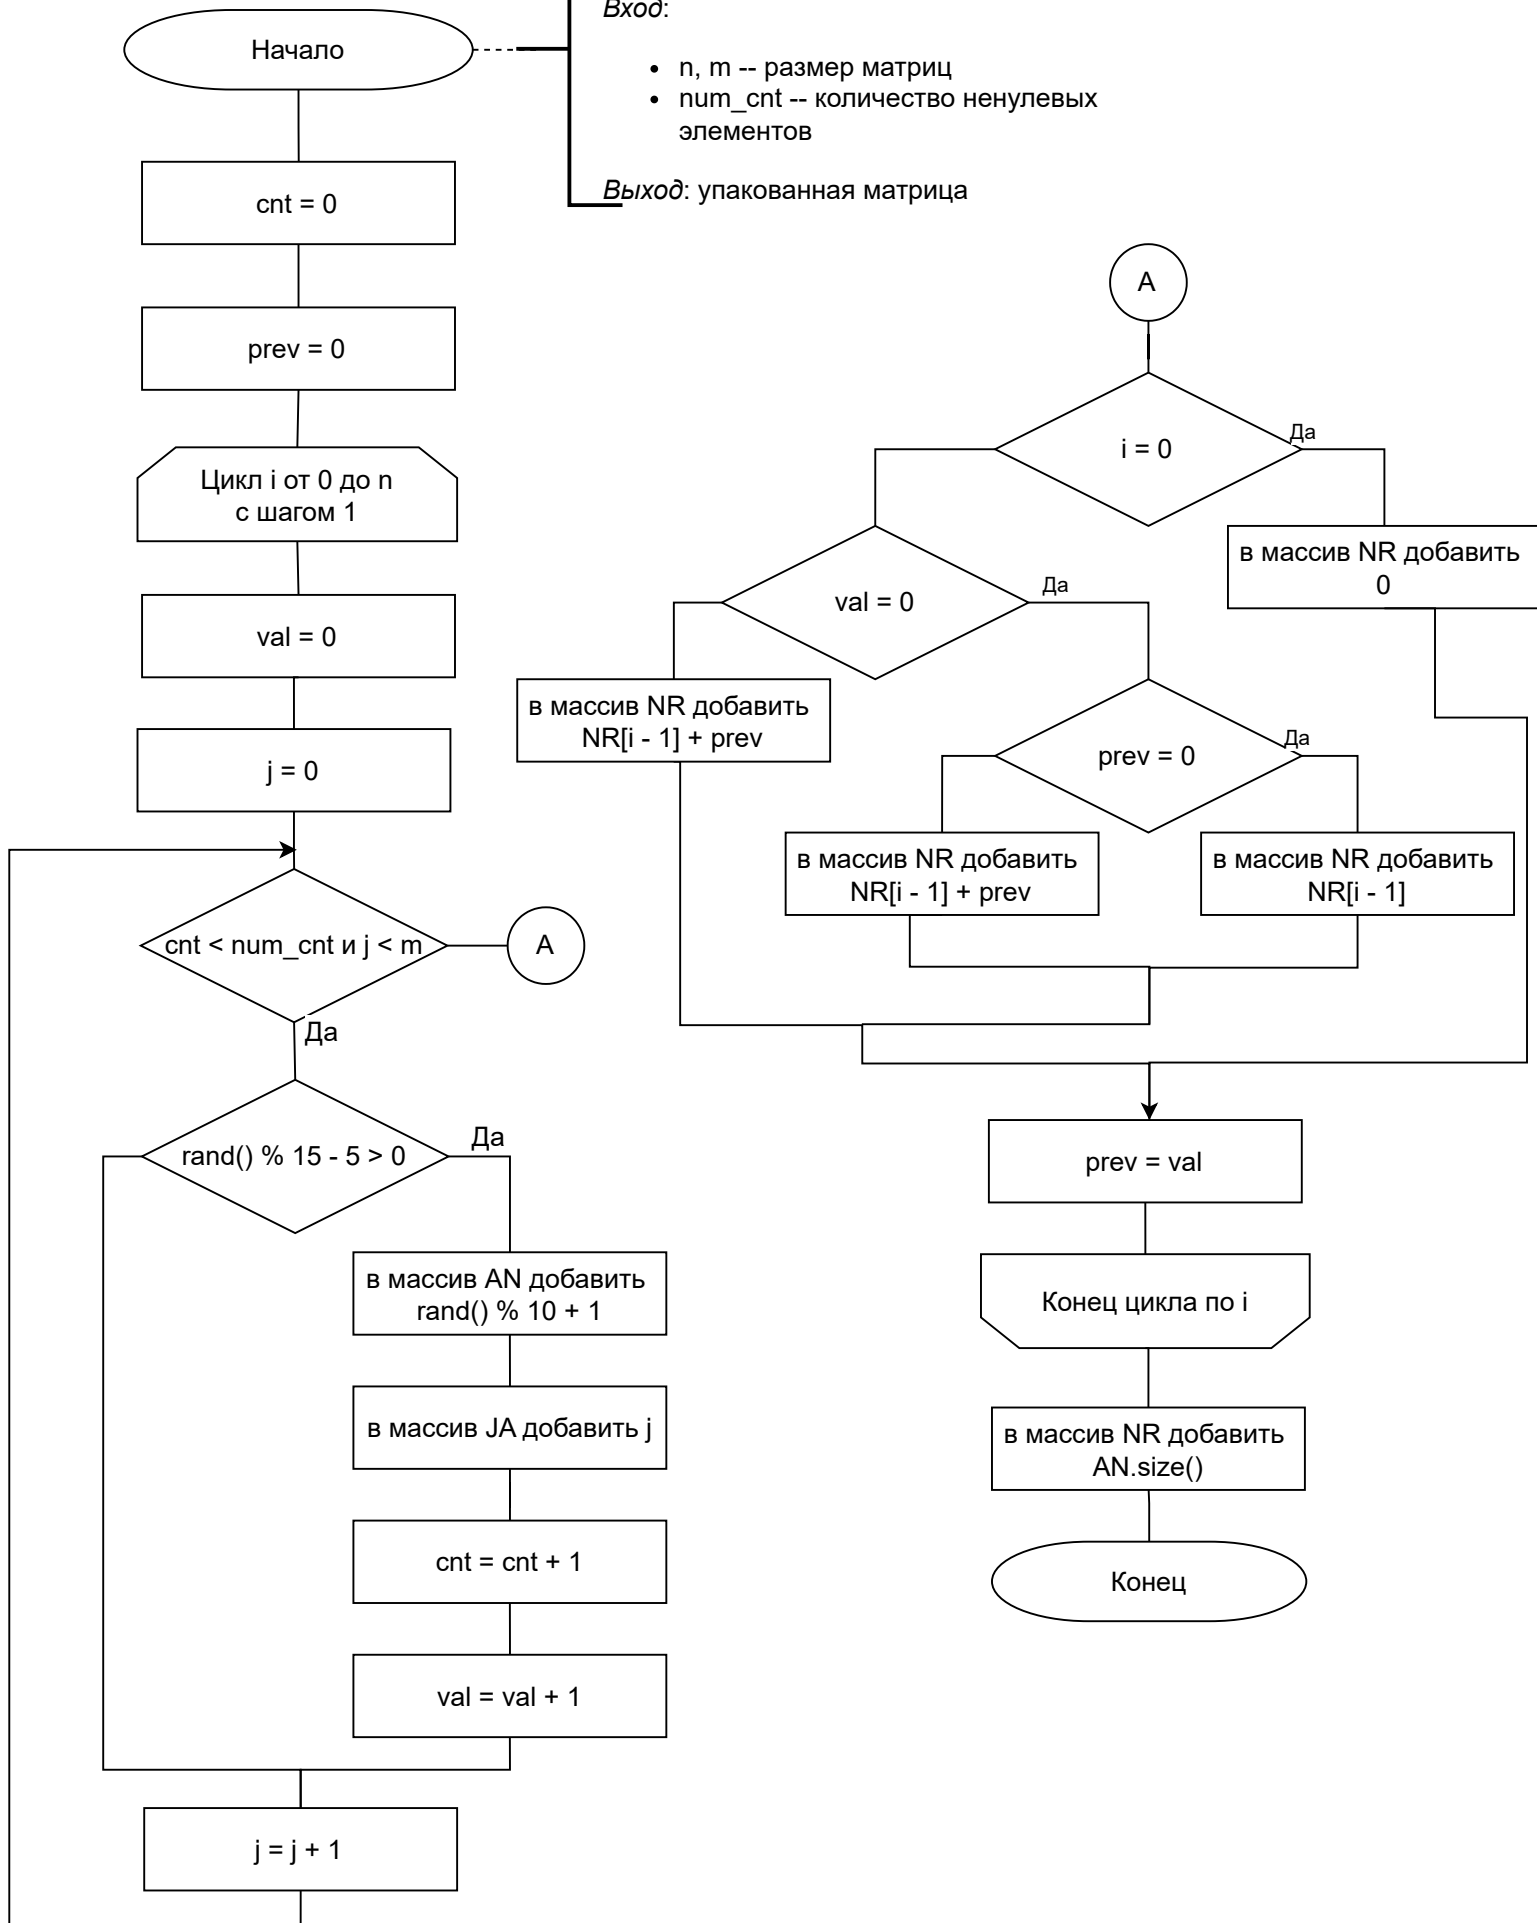 Вход:
Начало
n, m -- размер матриц
num_cnt -- количество ненулевых
элементов
Выход: упакованная матрица
cnt = 0
prev = 0
Цикл i от 0 до n
с шагом 1
val = 0
j = 0
cnt < num_cnt и j < m
A
Да
rand() % 15 - 5 > 0
Да
в массив AN добавить
rand() % 10 + 1
в массив JA добавить j
cnt = cnt + 1
val = val + 1
j = j + 1
A
i = 0
Да
в массив NR добавить
0
val = 0
Да
в массив NR добавить
NR[i - 1] + prev
prev = 0
Да
в массив NR добавить
NR[i - 1] + prev
в массив NR добавить
NR[i - 1]
prev = val
Конец цикла по i
в массив NR добавить
AN.size()
Конец